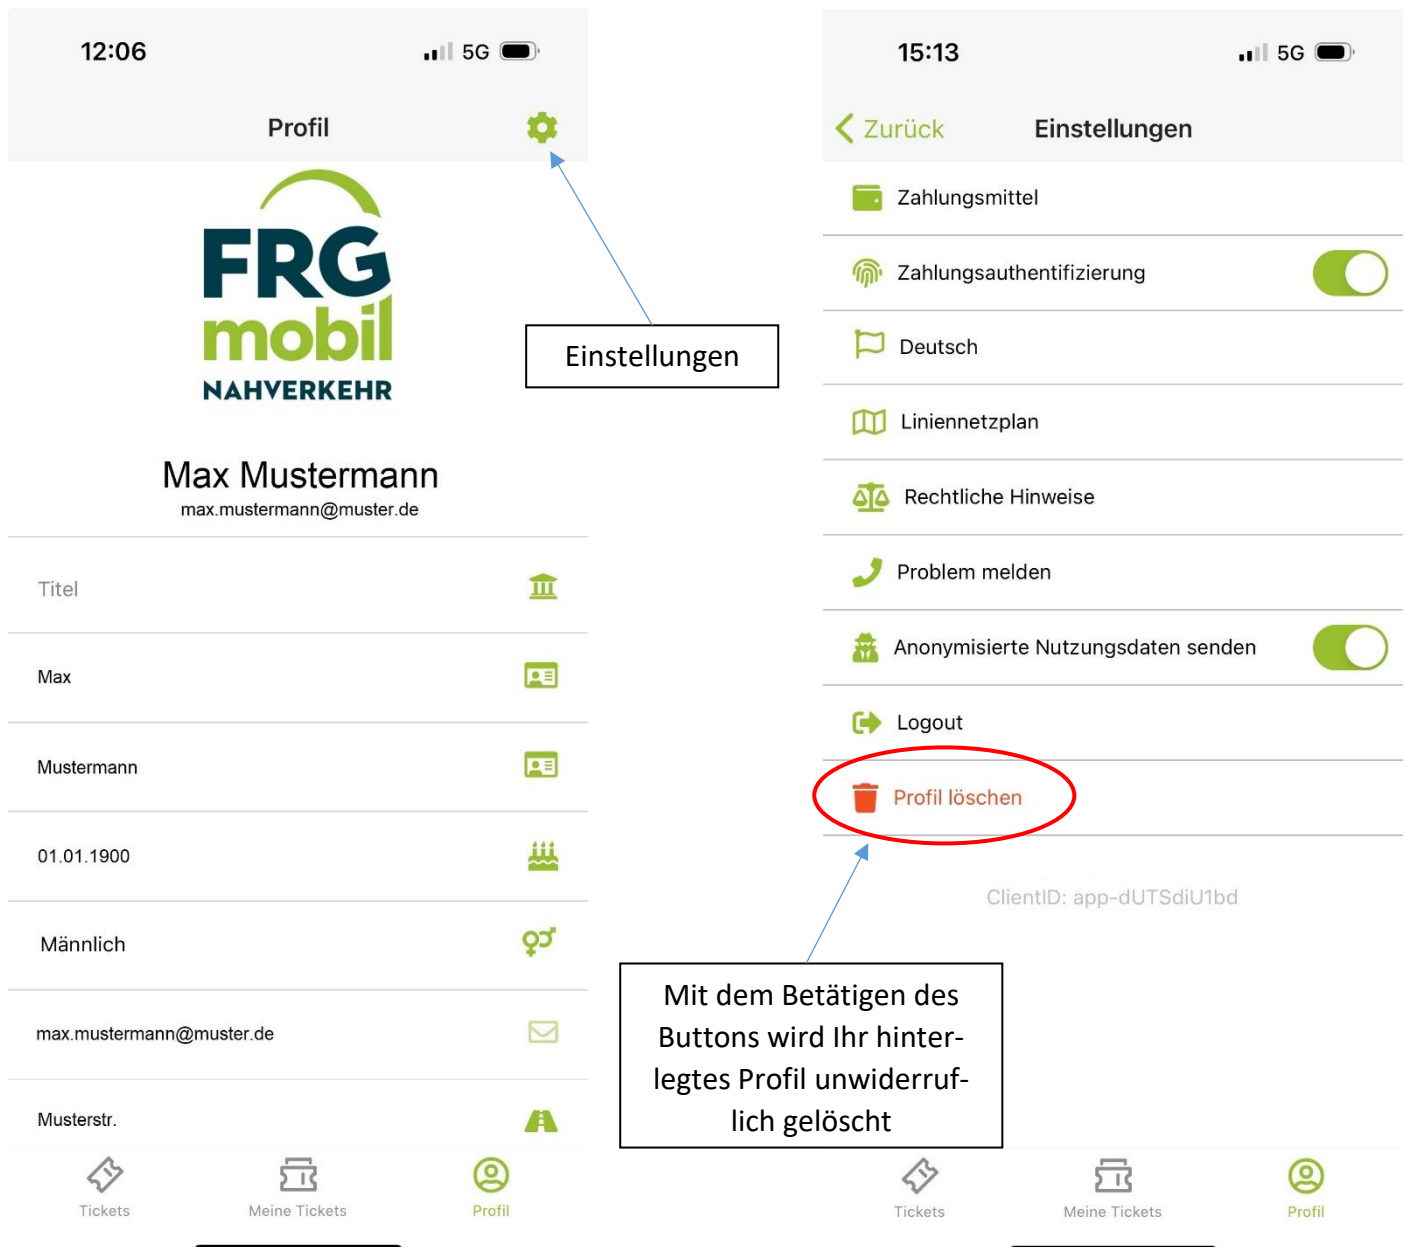 12:06
5G
Profil
FRG
mobil
NAHVERKEHR
Max Mustermann
max.mustermann@muster.de
Titel
Max
Mustermann
01.01.1900
Männlich
max.mustermann@muster.de
Musterstr.
Tickets
Meine Tickets
Profil
Einstellungen
15:13
5G
Zurück
Einstellungen
Zahlungsmittel
Zahlungsauthentifizierung
Deutsch
Liniennetzplan
Rechtliche Hinweise
Problem melden
Anonymisierte Nutzungsdaten senden
Logout
Profil löschen
ClientID: app-dUTSdiU1bd
Mit dem Betätigen des
Buttons wird Ihr hinter-
legtes Profil unwiderruf-
lich gelöscht
Tickets
Meine Tickets
Profil